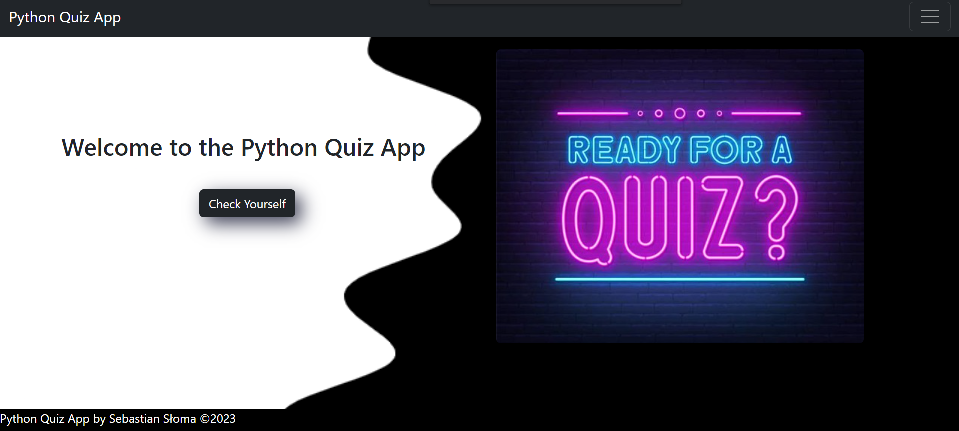 Python Quiz App
Welcome to the Python Quiz App
Check Yourself
READY FOR A
QUIZ?
Python Quiz App by Sebastian Słoma ©2023